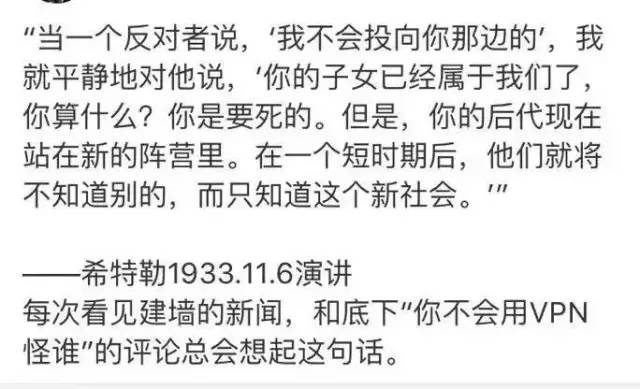 “当一个反对者说，‘我不会投向你那边的’，我
就平静地对他说，‘你的子女已经属于我们了，
你算什么？你是要死的。但是，你的后代现在
站在新的阵营里。在一个短时期后，他们就将
不知道别的，而只知道这个新社会。’”
——希特勒1933.11.6演讲
每次看见建墙的新闻，和底下“你不会用VPN
怪谁”的评论总会想起这句话。